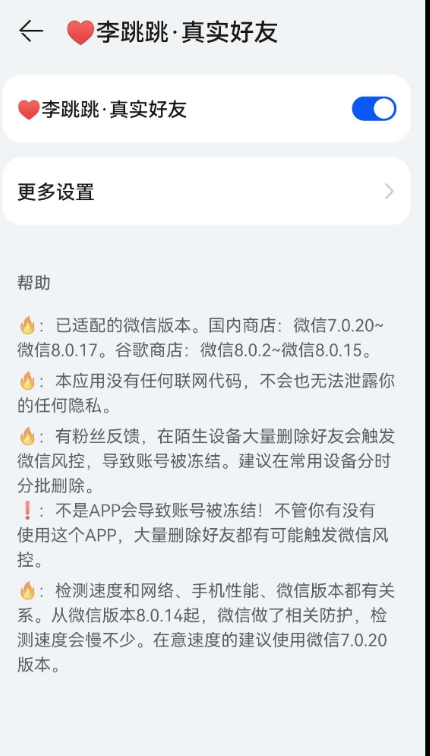 ❤️李跳跳·真实好友
❤️李跳跳·真实好友
更多设置
帮助
🔥：已适配的微信版本。国内商店：微信7.0.20~
微信8.0.17。谷歌商店：微信8.0.2~微信8.0.15。
🔥：本应用没有任何联网代码，不会也无法泄露你
的任何隐私。
🔥：有粉丝反馈，在陌生设备大量删除好友会触发
微信风控，导致账号被冻结。建议在常用设备分时
分批删除。
❗：不是APP会导致账号被冻结！不管你有没有
使用这个APP，大量删除好友都有可能触发微信风
控。
🔥：检测速度和网络、手机性能、微信版本都有关
系。从微信版本8.0.14起，微信做了相关防护，检
测速度会慢不少。在意速度的建议使用微信7.0.20
版本。